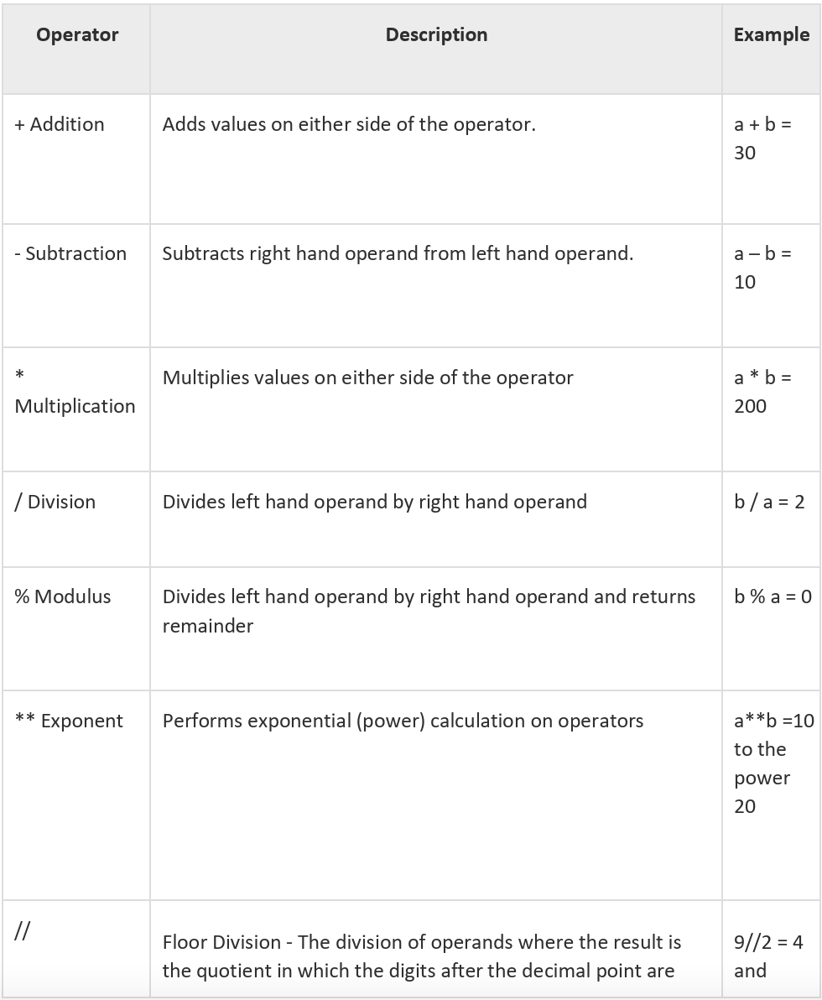 Operator Description Example
+ Addition Adds values on either side of the operator. a + b =
30
- Subtraction Subtracts right hand operand from left hand operand. a – b =
10
* Multiplies values on either side of the operator a * b =
Multiplication 200
/ Division Divides left hand operand by right hand operand b / a = 2
% Modulus Divides left hand operand by right hand operand and returns b % a = 0
remainder
** Exponent Performs exponential (power) calculation on operators a**b =10
to the
power
20
//
Floor Division - The division of operands where the result is 9//2 = 4
the quotient in which the digits after the decimal point are and